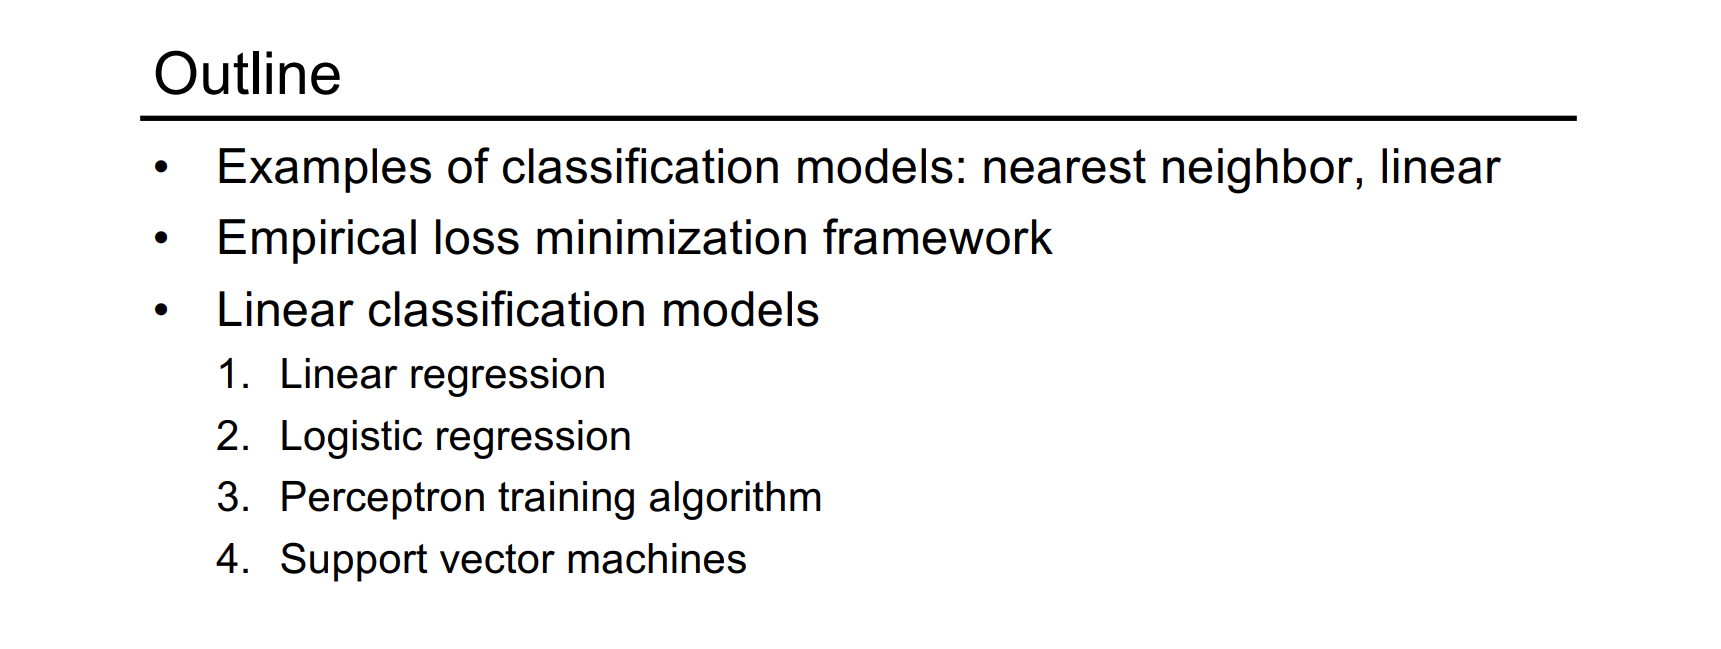 Outline
• Examples of classification models: nearest neighbor, linear
• Empirical loss minimization framework
• Linear classification models
1. Linear regression
2. Logistic regression
3. Perceptron training algorithm
4. Support vector machines